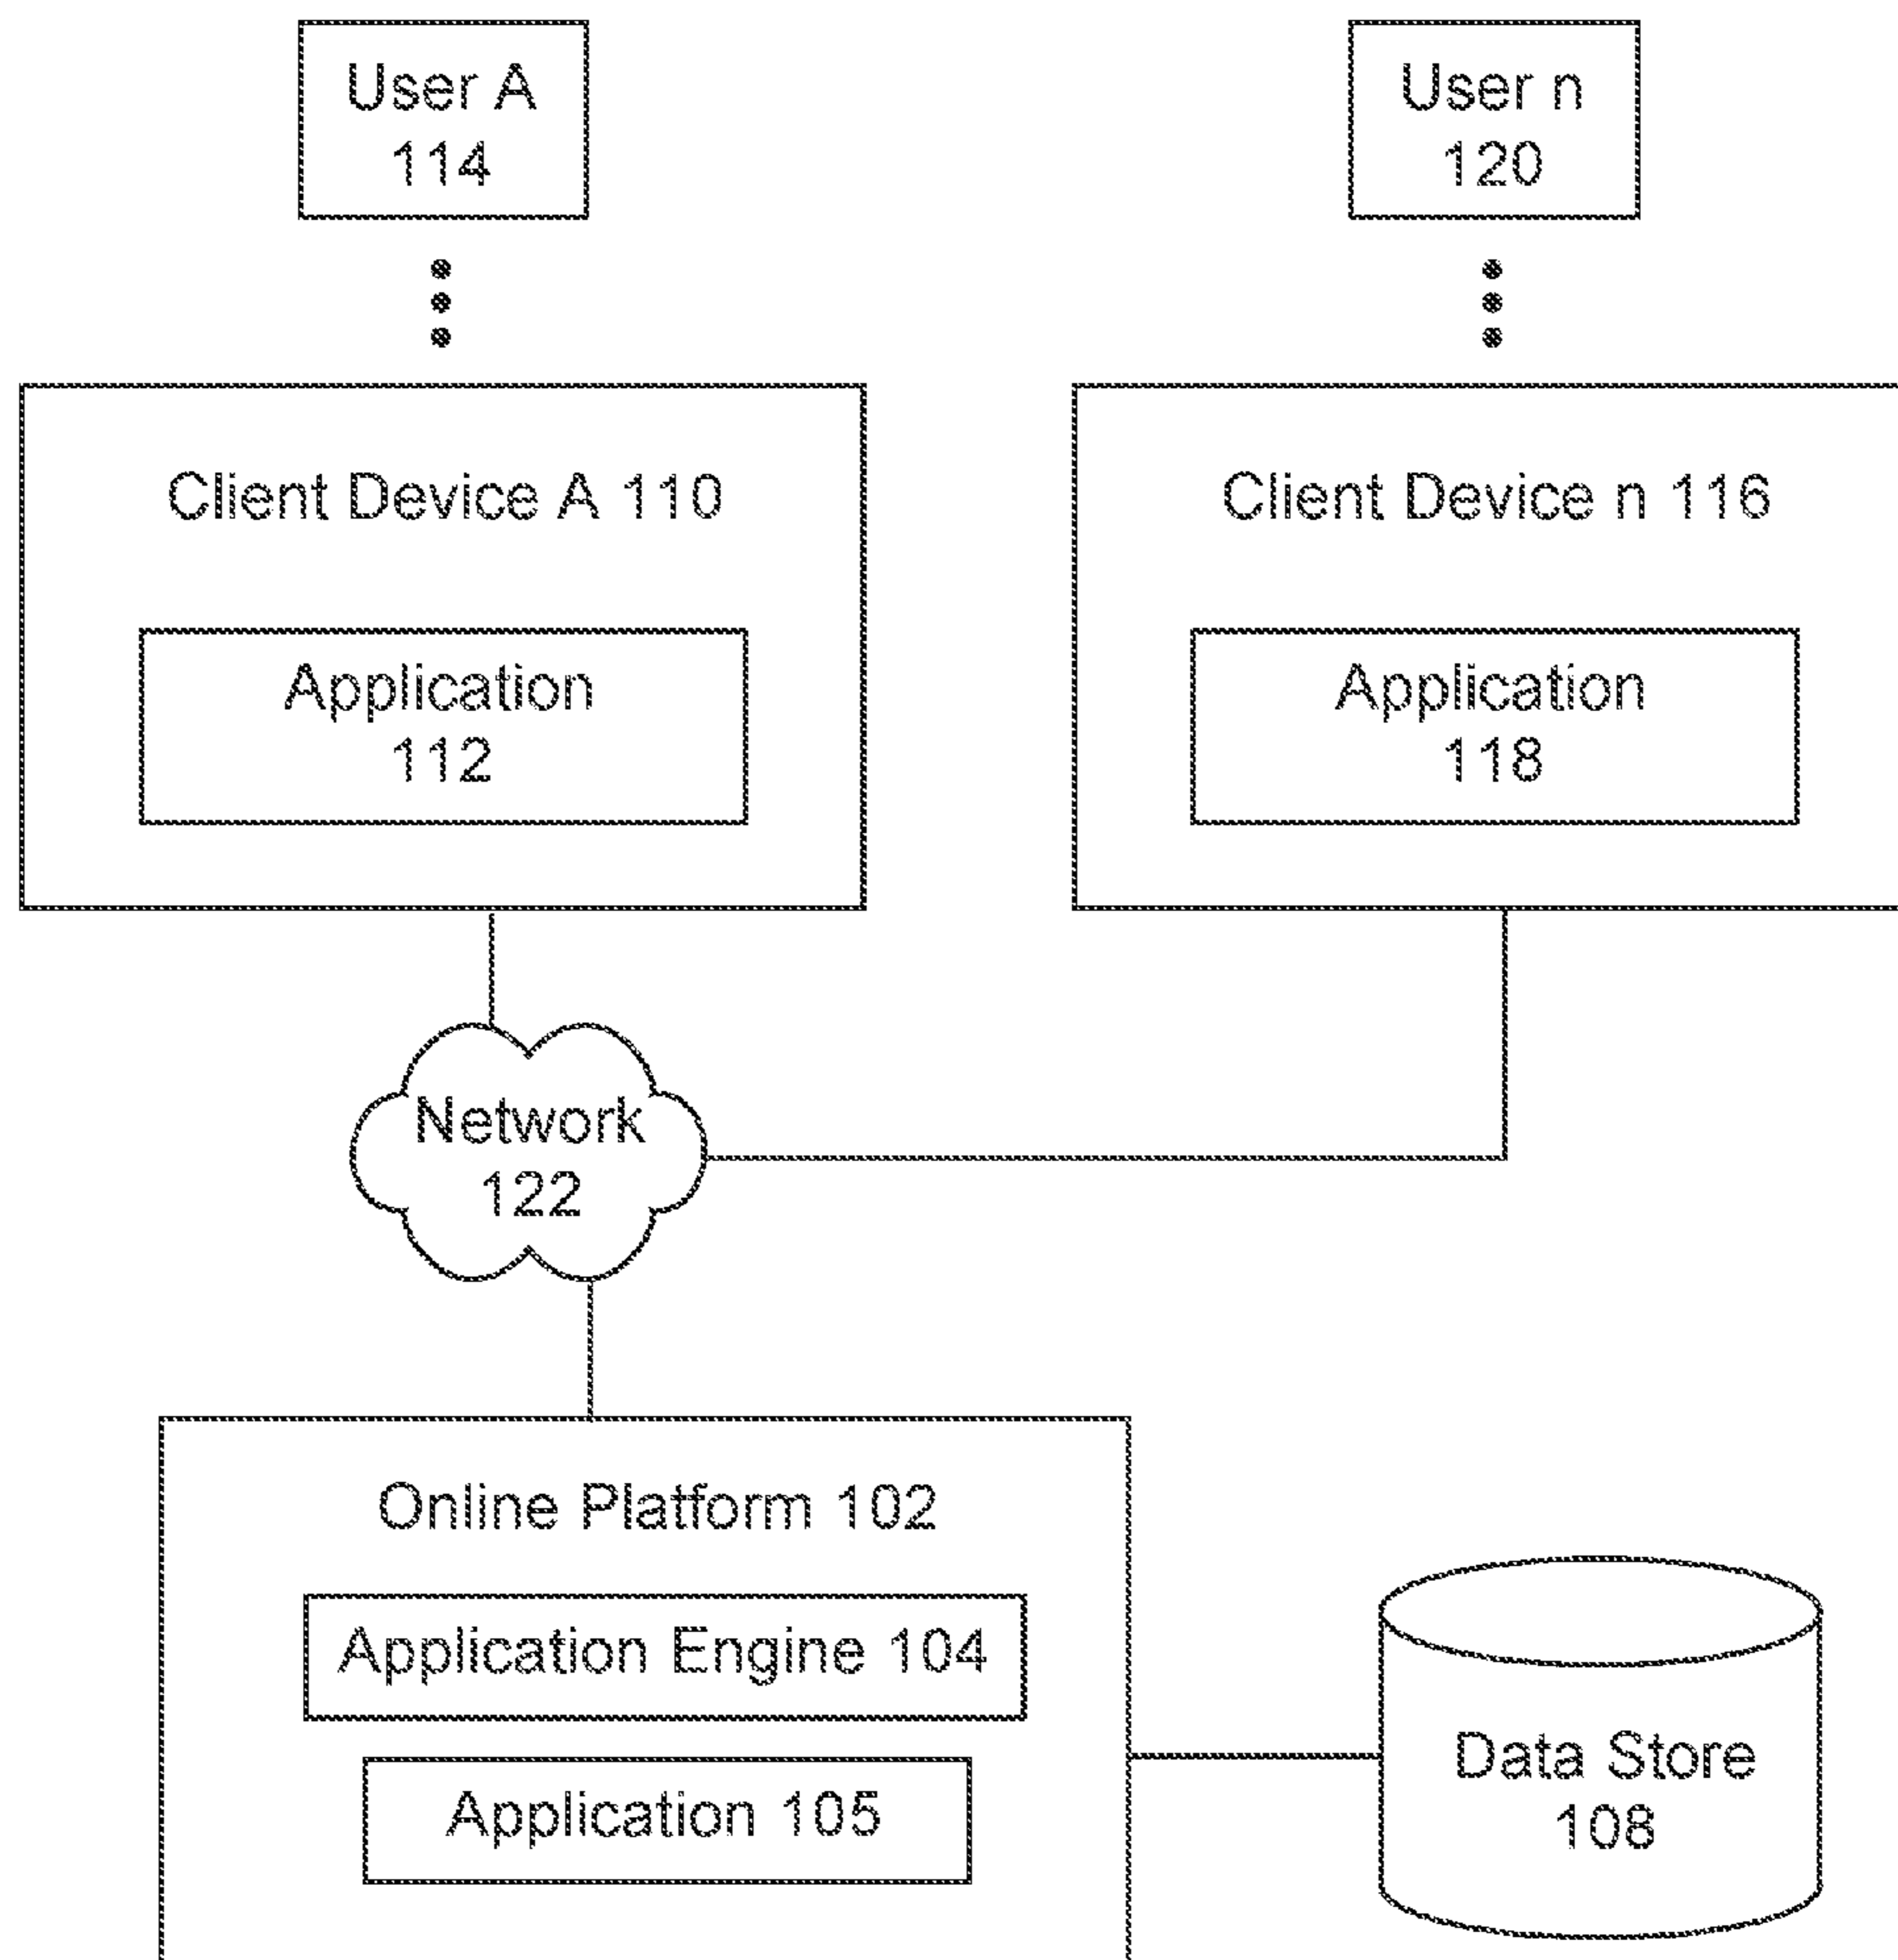 User A
114
User n
120
Client Device A 110
Application
112
Client Device n 116
Application
118
Network
122
Online Platform 102
Application Engine 104
Application 105
Data Store
108